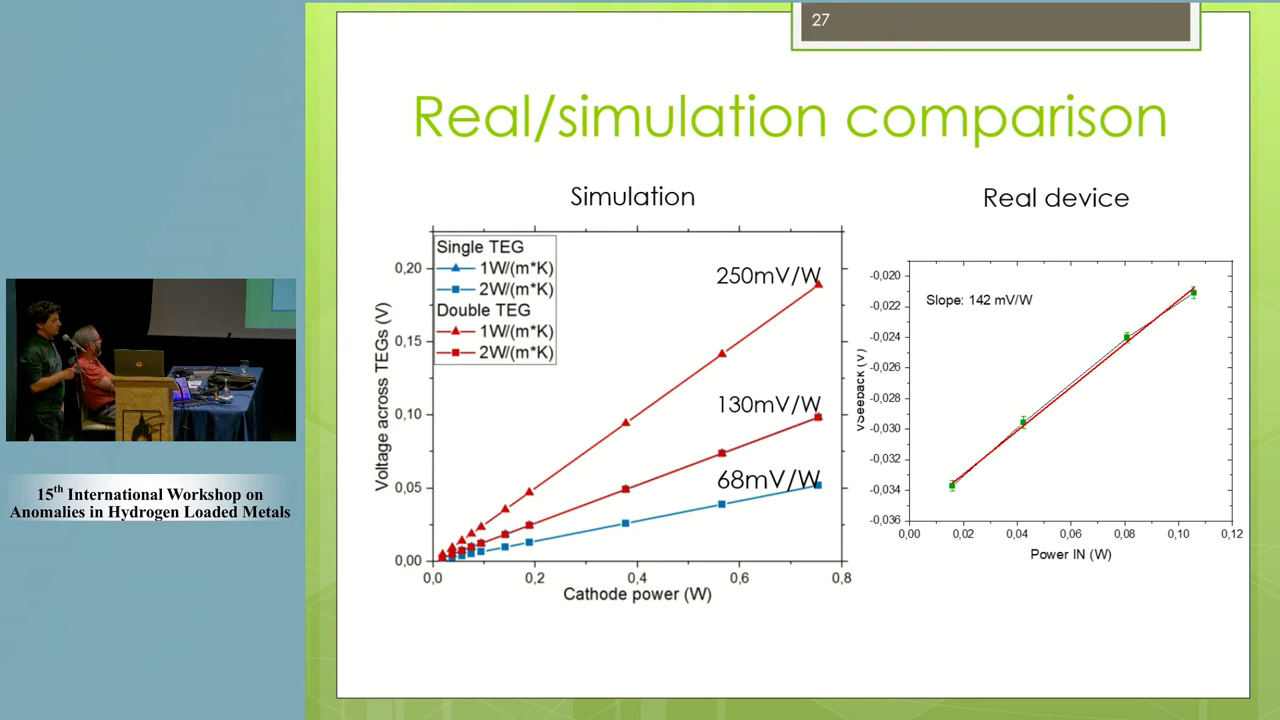 27
Real/simulation comparison
Simulation
Real device
Single TEG
1W/(m*K)
2W/(m*K)
Double TEG
1W/(m*K)
2W/(m*K)
250mV/W
130mV/W
68mV/W
Voltage across TEGs (V)
0,20
0,15
0,10
0,05
0,00
0,0
0,2
0,4
0,6
0,8
Cathode power (W)
Slope: 142 mV/W
VSeeback (V)
-0,020
-0,022
-0,024
-0,026
-0,028
-0,030
-0,032
-0,034
-0,036
0,00
0,02
0,04
0,06
0,08
0,10
0,12
Power IN (W)
15th International Workshop on
Anomalies in Hydrogen Loaded Metals